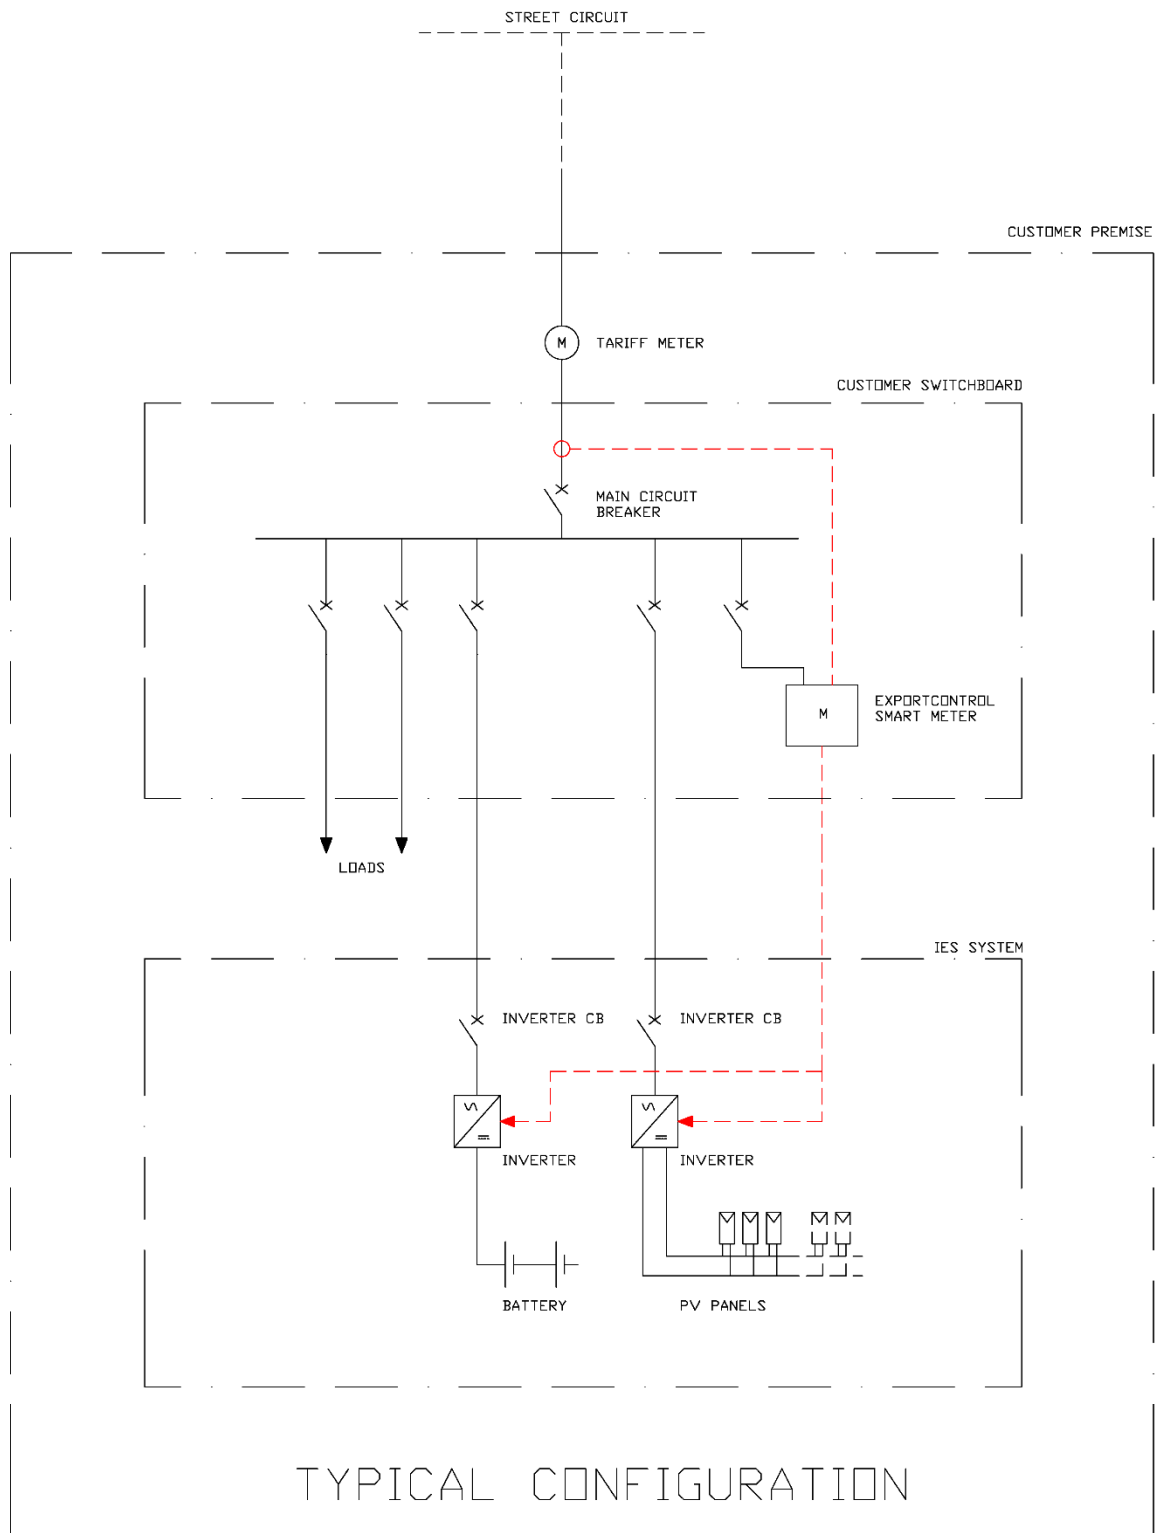 STREET CIRCUIT
CUSTOMER PREMISE
M
TARIFF METER
CUSTOMER SWITCHBOARD
MAIN CIRCUIT
BREAKER
EXPORTCONTROL
SMART METER
M
LOADS
IES SYSTEM
INVERTER CB
INVERTER CB
INVERTER
INVERTER
BATTERY
PV PANELS
TYPICAL CONFIGURATION